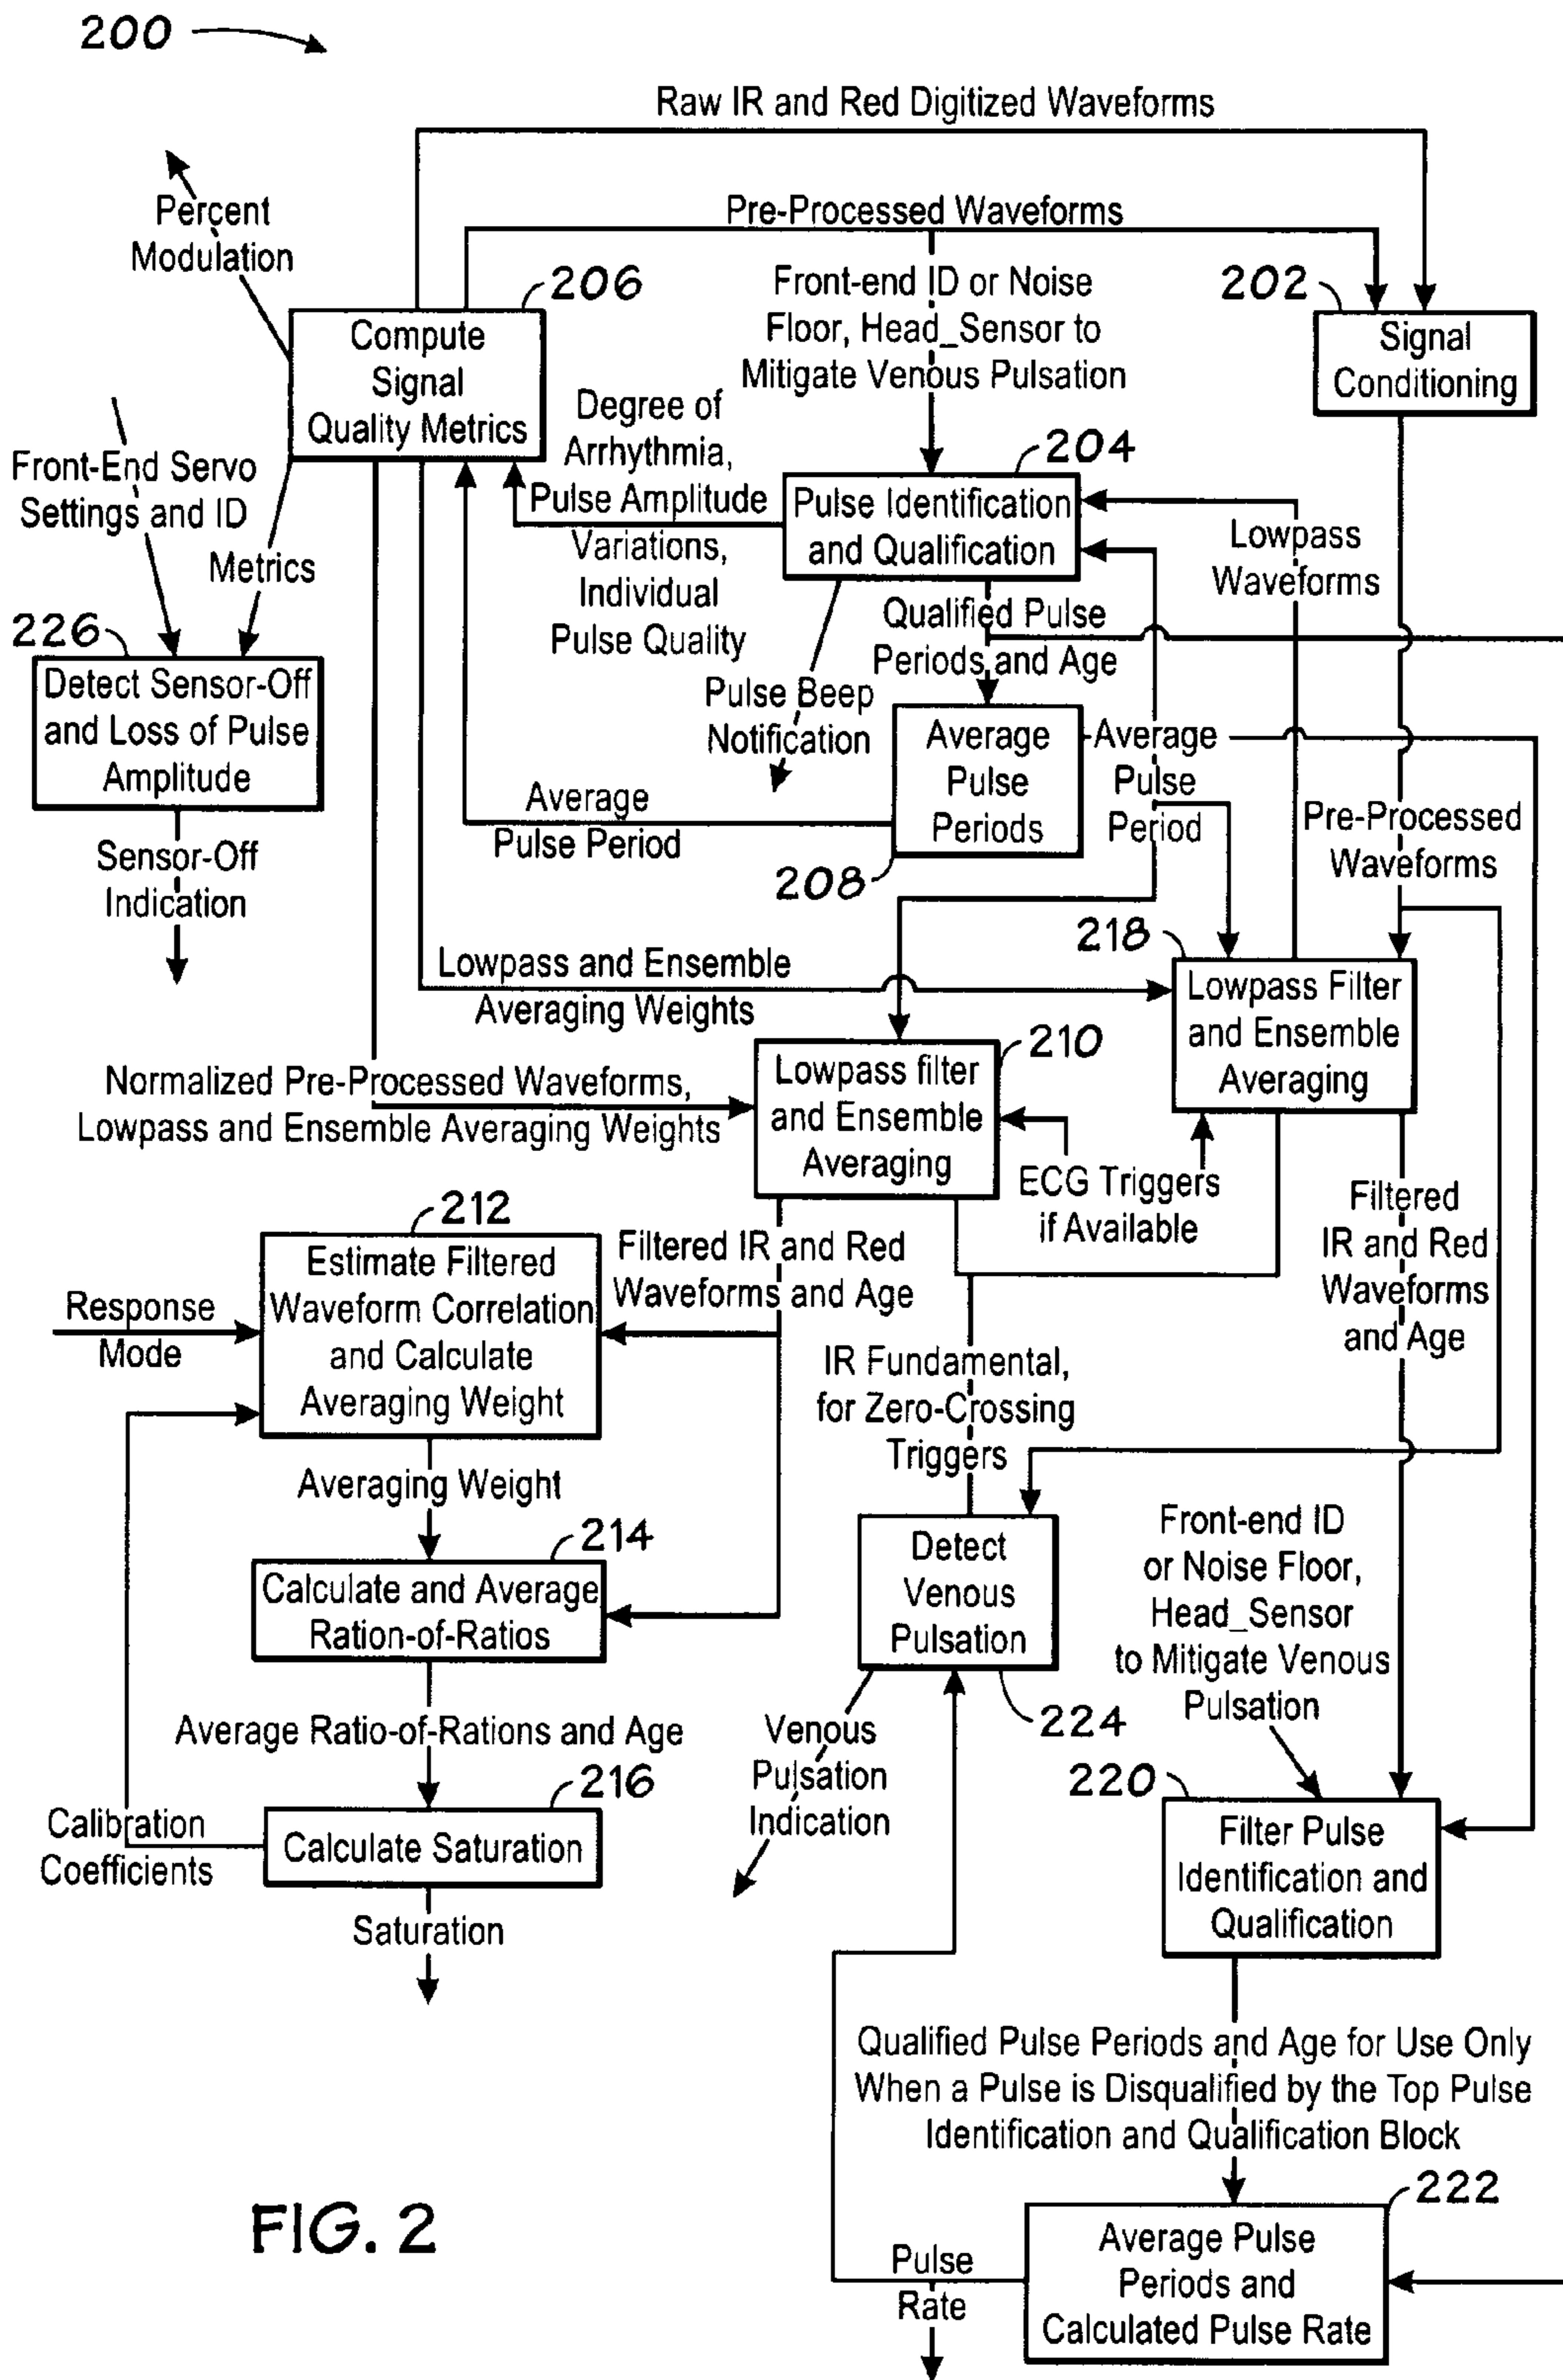 200
Raw IR and Red Digitized Waveforms
Percent
Modulation
Pre-Processed Waveforms
206
Compute
Signal
Quality Metrics
Front-end ID or Noise
Floor, Head_Sensor to
Mitigate Venous Pulsation
202
Signal
Conditioning
Degree of
Arrhythmia,
Pulse Amplitude
Variations,
Individual
Pulse Quality
204
Pulse Identification
and Qualification
Lowpass
Waveforms
Front-End Servo
Settings and ID
Metrics
226
Detect Sensor-Off
and Loss of Pulse
Amplitude
Sensor-Off
Indication
Qualified Pulse
Periods and Age
Pulse Beep
Notification
Average
Pulse
Periods
208
Average
Pulse
Period
Average
Pulse Period
Pre-Processed
Waveforms
218
Lowpass Filter
and Ensemble
Averaging
Lowpass and Ensemble
Averaging Weights
210
Lowpass filter
and Ensemble
Averaging
Normalized Pre-Processed Waveforms,
Lowpass and Ensemble Averaging Weights
ECG Triggers
if Available
Filtered
IR and Red
Waveforms
and Age
212
Estimate Filtered
Waveform Correlation
and Calculate
Averaging Weight
Filtered IR and Red
Waveforms and Age
Response
Mode
IR Fundamental,
for Zero-Crossing
Triggers
Averaging Weight
214
Calculate and Average
Ration-of-Ratios
Detect
Venous
Pulsation
224
Front-end ID
or Noise Floor,
Head_Sensor
to Mitigate Venous
Pulsation
Average Ratio-of-Rations and Age
Venous
Pulsation
Indication
216
Calculate Saturation
Calibration
Coefficients
Saturation
220
Filter Pulse
Identification and
Qualification
Qualified Pulse Periods and Age for Use Only
When a Pulse is Disqualified by the Top Pulse
Identification and Qualification Block
222
Average Pulse
Periods and
Calculated Pulse Rate
Pulse
Rate
FIG. 2